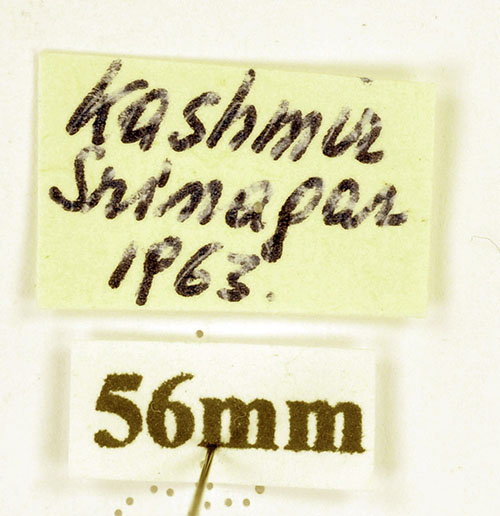 Kashmir
Srinagar
1963.
56mm